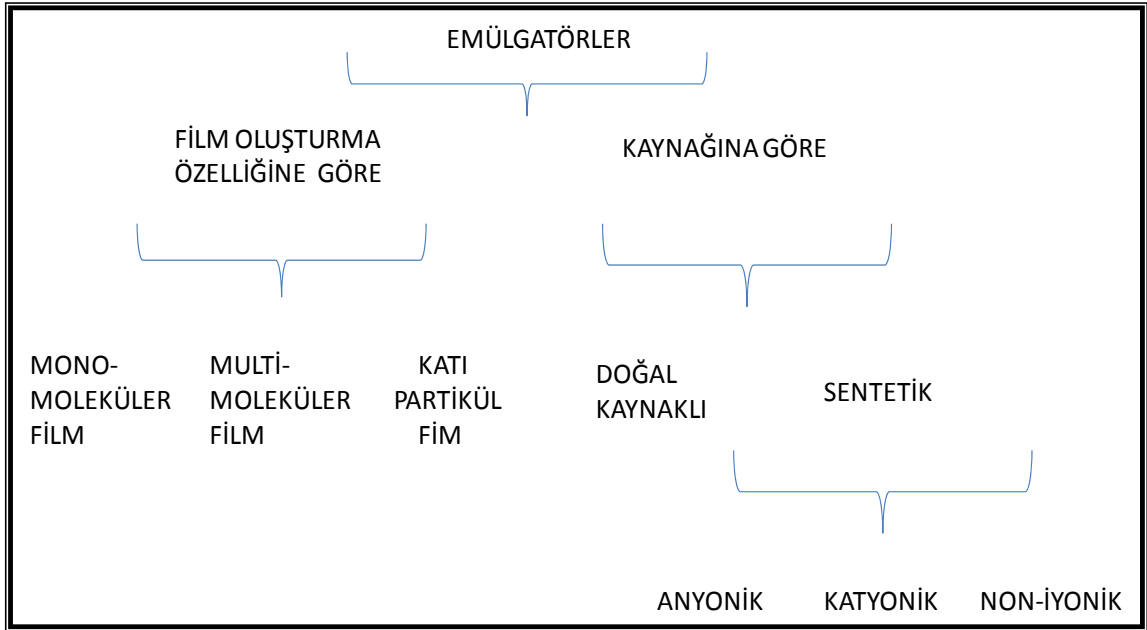 EMÜLGATÖRLER
FİLM OLUŞTURMA
ÖZELLİĞİNE GÖRE
KAYNAĞINA GÖRE
MONO-
MOLEKÜLER
FİLM
MULTİ-
MOLEKÜLER
FİLM
KATI
PARTİKÜL
FİM
DOĞAL
KAYNAKLI
SENTETİK
ANYONİK
KATYONİK
NON-İYONİK